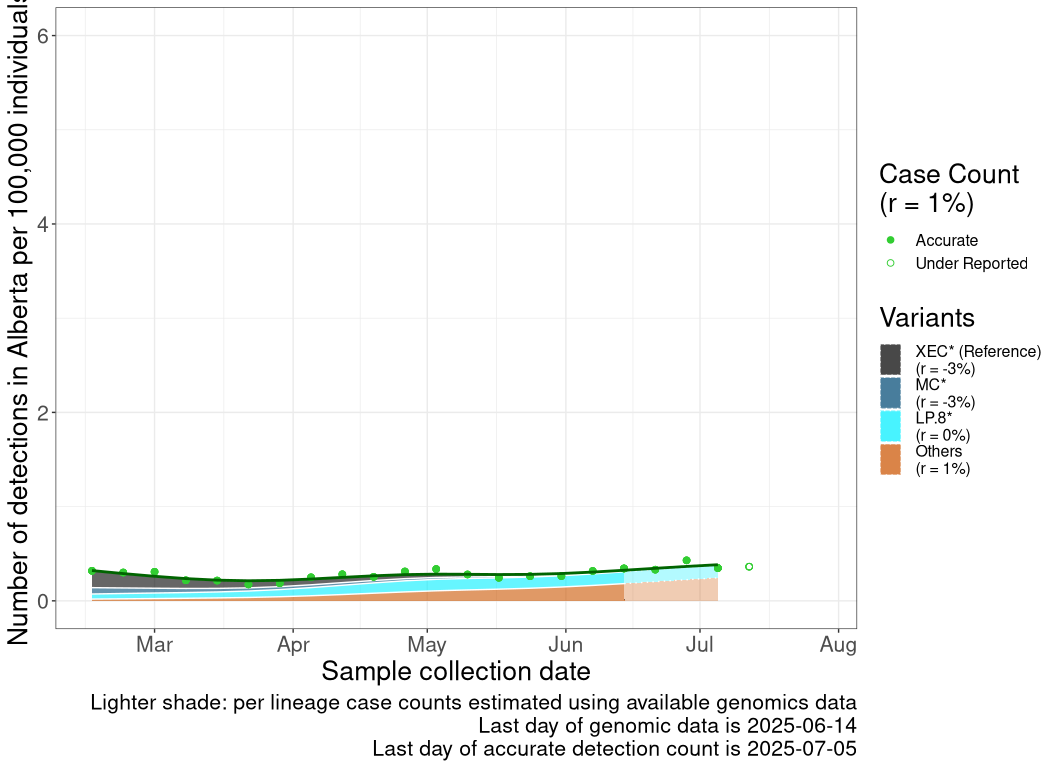 Number of detections in Alberta per 100,000 individuals
6
4
2
0
Mar Apr May Jun Jul Aug
Sample collection date
Lighter shade: per lineage case counts estimated using available genomics data
Last day of genomic data is 2025-06-14
Last day of accurate detection count is 2025-07-05
Case Count
(r = 1%)
Accurate
Under Reported
Variants
XEC* (Reference)
(r = -3%)
MC*
(r = -3%)
LP.8*
(r = 0%)
Others
(r = 1%)